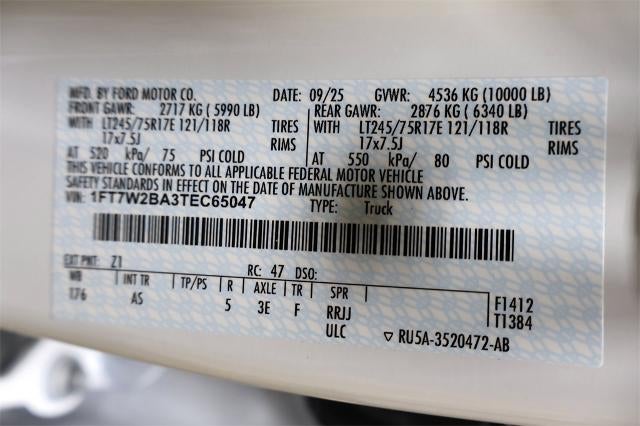 MFD. BY FORD MOTOR CO. DATE: 09/25 GVWR: 4536 KG (10000 LB)
FRONT GAWR: 2717 KG ( 5990 LB) REAR GAWR: 2876 KG ( 6340 LB)
WITH LT245/75R17E 121/118R TIRES WITH LT245/75R17E 121/118R TIRES
17x7.5J RIMS 17x7.5J RIMS
AT 520 kPa/ 75 PSI COLD AT 550 kPa/ 80 PSI COLD
THIS VEHICLE CONFORMS TO ALL APPLICABLE FEDERAL MOTOR VEHICLE
SAFETY STANDARDS IN EFFECT ON THE DATE OF MANUFACTURE SHOWN ABOVE.
VIN: 1FT7W2BA3TEC65047 TYPE: Truck
EXT PNT: Z1 RC: 47 DSO:
WB INT TR TP/PS R AXLE TR SPR F1412
176 AS 5 3E F RRJJ T1384
ULC RU5A-3520472-AB